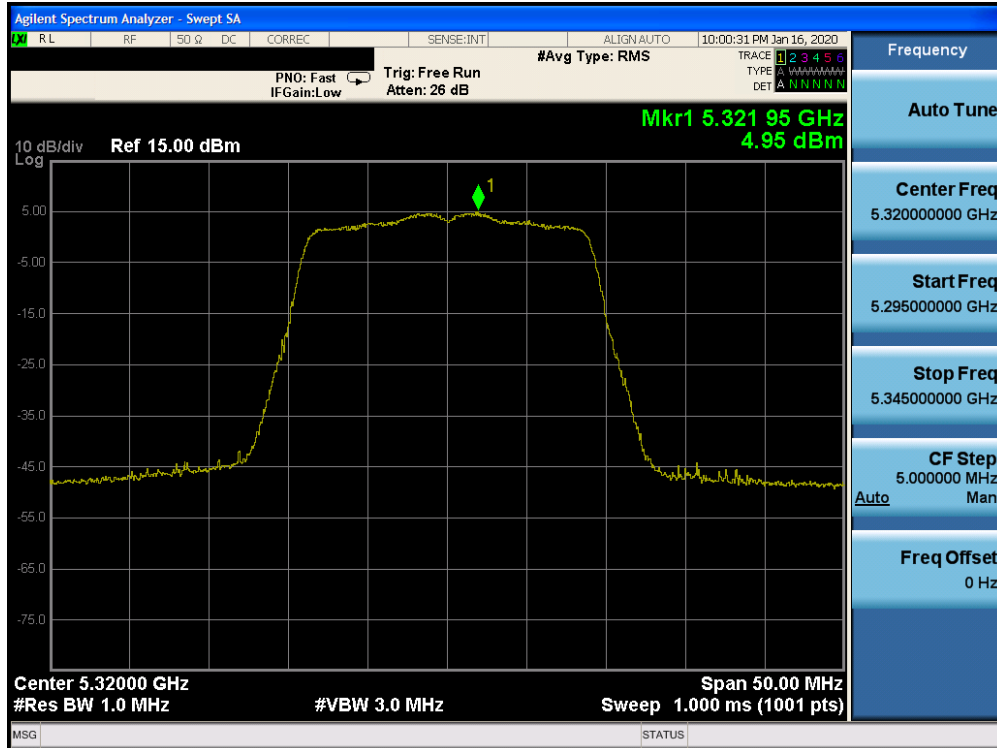 Agilent Spectrum Analyzer - Swept SA
LXI RL RF 50 Ω DC CORREC SENSE:INT ALIGN AUTO 10:00:31 PM Jan 16, 2020
PNO: Fast Trig: Free Run #Avg Type: RMS TRACE 1 2 3 4 5 6
IFGain:Low Atten: 26 dB TYPE A WWWWW
DET A N N N N N
Mkr1 5.321 95 GHz
4.95 dBm
10 dB/div Ref 15.00 dBm
Log
1
5.00
-5.00
-15.0
-25.0
-35.0
-45.0
-55.0
-65.0
-75.0
Center 5.32000 GHz Span 50.00 MHz
#Res BW 1.0 MHz #VBW 3.0 MHz Sweep 1.000 ms (1001 pts)
MSG STATUS
Frequency
Auto Tune
Center Freq
5.320000000 GHz
Start Freq
5.295000000 GHz
Stop Freq
5.345000000 GHz
CF Step
5.000000 MHz
Auto Man
Freq Offset
0 Hz